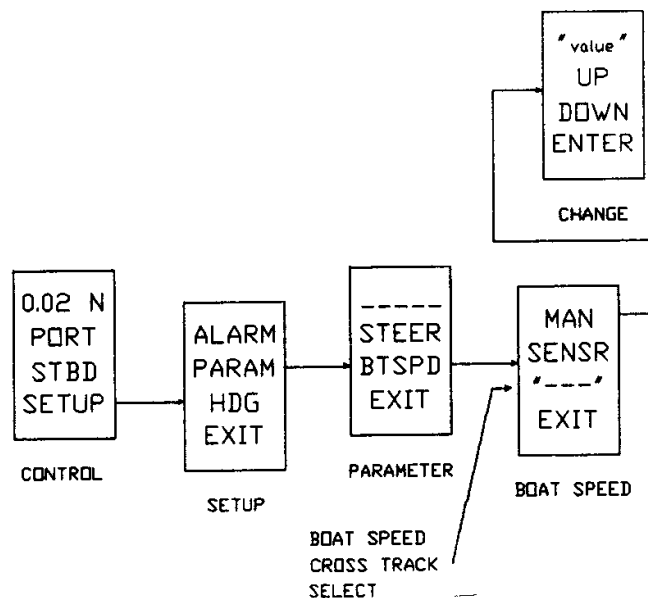 "value"
UP
DOWN
ENTER
CHANGE
0.02 N
PORT
STBD
SETUP
CONTROL
ALARM
PARAM
HDG
EXIT
SETUP
-----
STEER
BTSPD
EXIT
PARAMETER
MAN
SENSR
"---"
EXIT
BOAT SPEED
BOAT SPEED
CROSS TRACK
SELECT